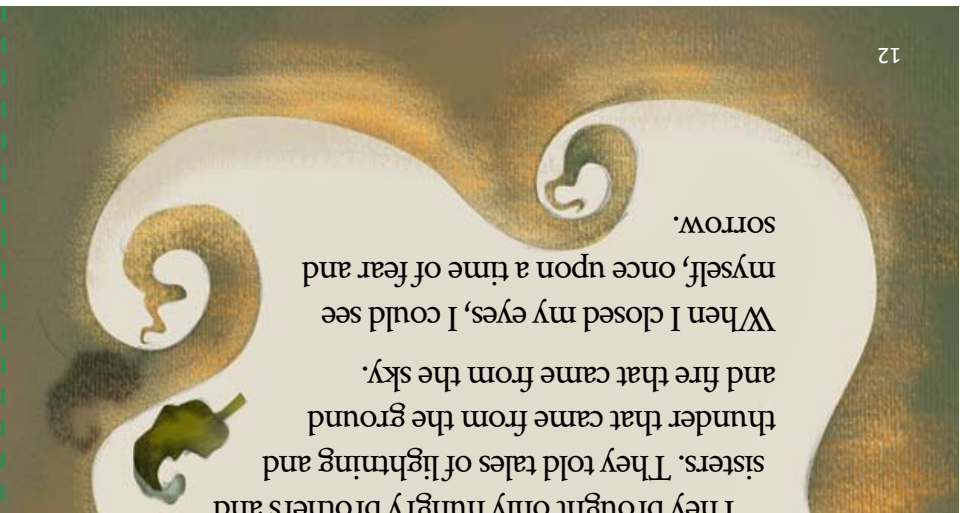 They brought only hungry brothers and
sisters. They told tales of lightning and
thunder that came from the ground
and fire that came from the sky.
When I closed my eyes, I could see
myself, once upon a time of fear and
sorrow.
12